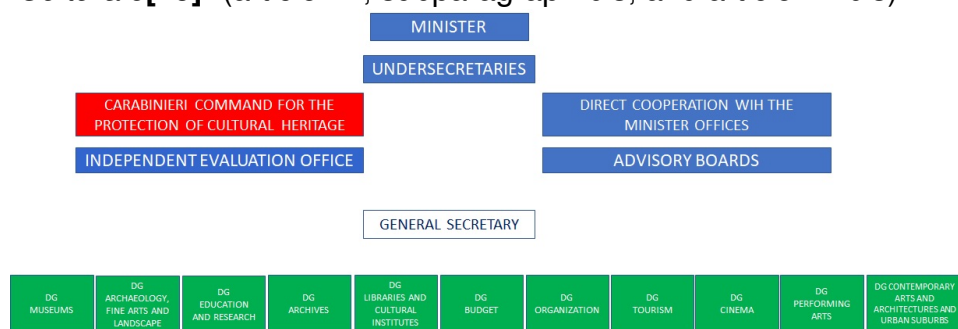 MINISTER
UNDERSECRETARIES
CARABINIERI COMMAND FOR THE
PROTECTION OF CULTURAL HERITAGE
DIRECT COOPERATION WIH THE
MINISTER OFFICES
INDEPENDENT EVALUATION OFFICE
ADVISORY BOARDS
GENERAL SECRETARY
DG
MUSEUMS
DG
ARCHAEOLOGY,
FINE ARTS AND
LANDSCAPE
DG
EDUCATION
AND RESEARCH
DG
ARCHIVES
DG
LIBRARIES AND
CULTURAL
INSTITUTES
DG
BUDGET
DG
ORGANIZATION
DG
TOURISM
DG
CINEMA
DG
PERFORMING
ARTS
DG CONTEMPORARY
ARTS AND
ARCHITECTURES AND
URBAN SUBURBS